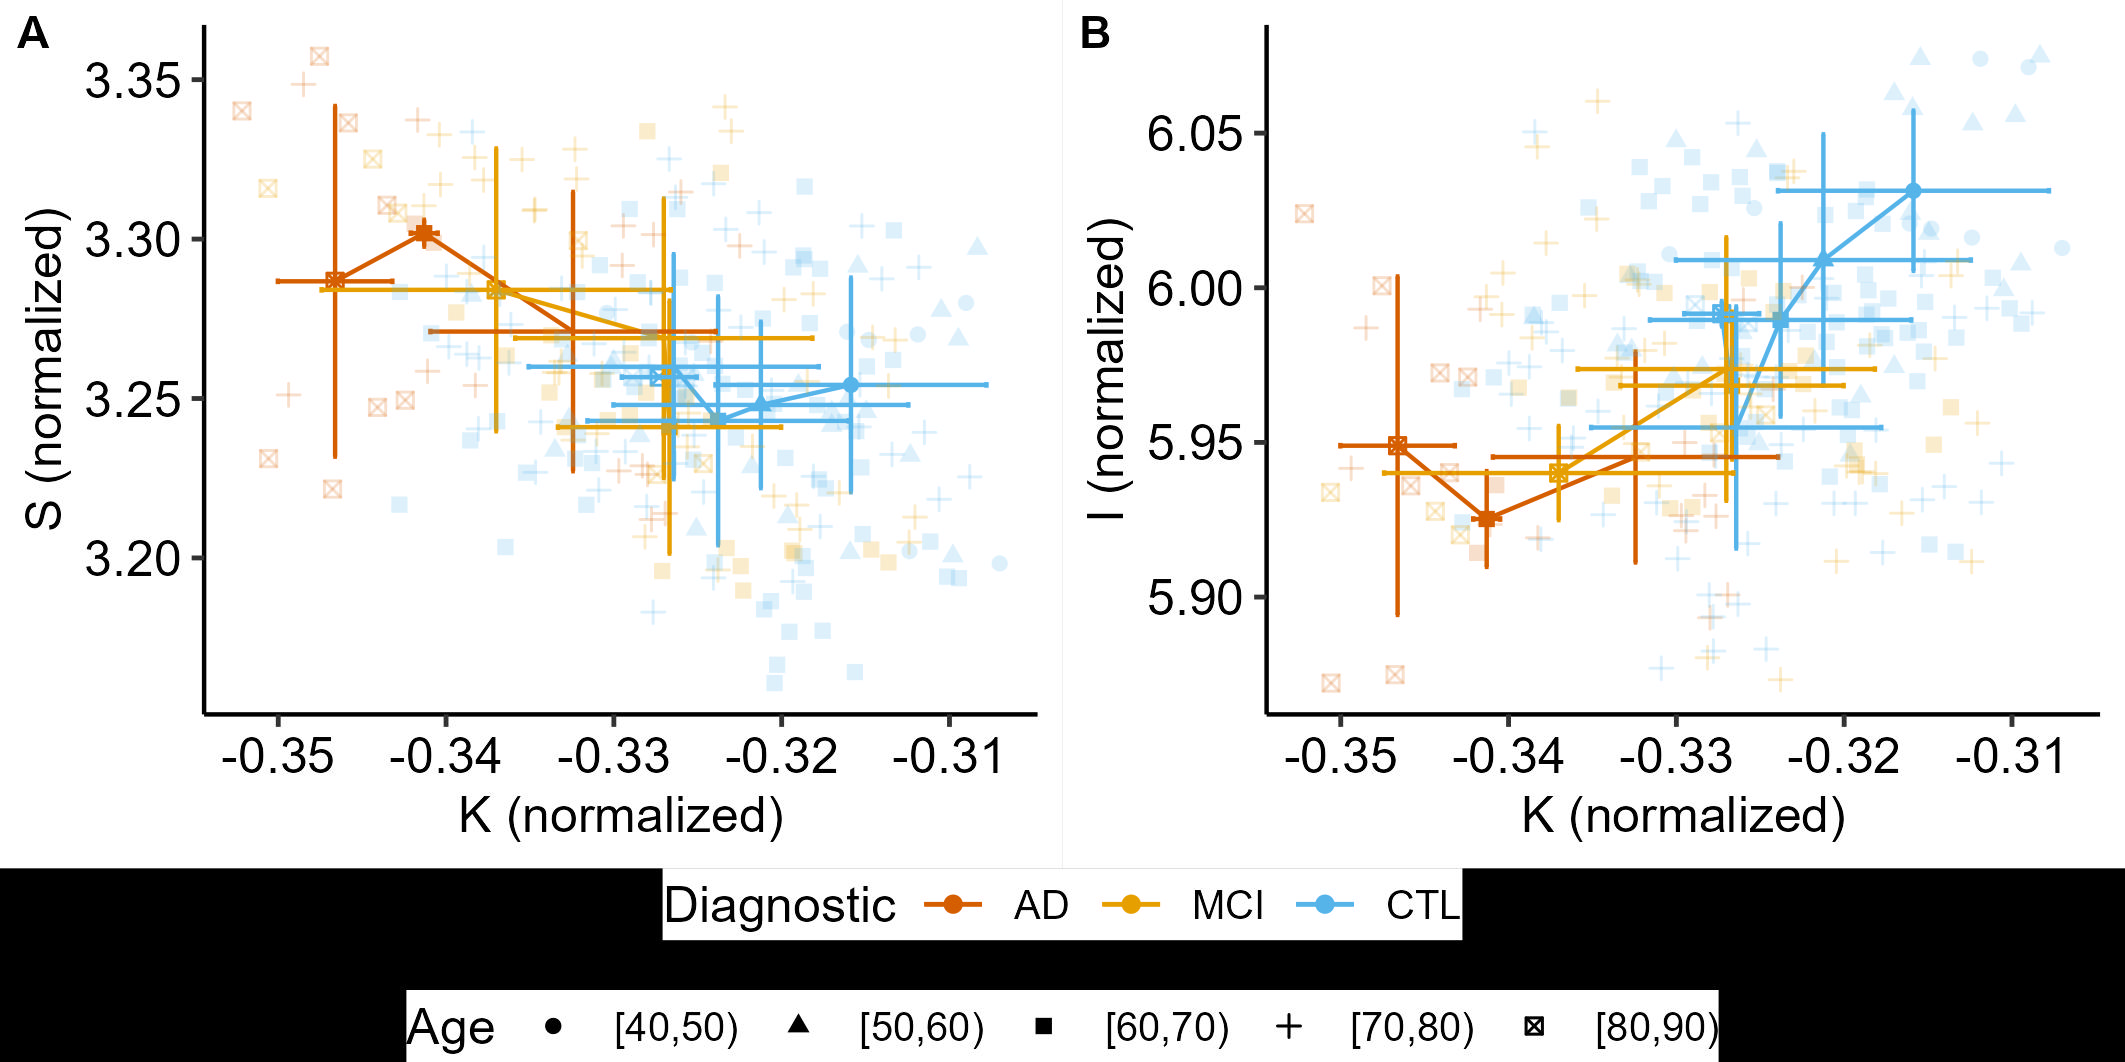 A
B
3.35
3.30
3.25
3.20
S (normalized)
-0.35 -0.34 -0.33 -0.32 -0.31
K (normalized)
6.05
6.00
5.95
5.90
I (normalized)
-0.35 -0.34 -0.33 -0.32 -0.31
K (normalized)
Diagnostic AD MCI CTL
Age [40,50) [50,60) [60,70) [70,80) [80,90)